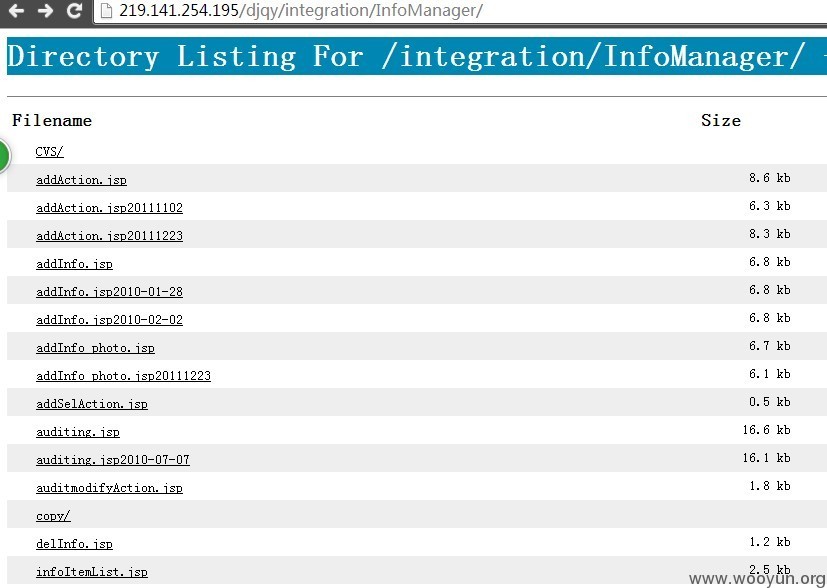 219.141.254.195/djqy/integration/InfoManager/
Directory Listing For /integration/InfoManager/ -
Filename Size
CVS/
addAction.jsp 8.6 kb
addAction.jsp20111102 6.3 kb
addAction.jsp20111223 8.3 kb
addInfo.jsp 6.8 kb
addInfo.jsp2010-01-28 6.8 kb
addInfo.jsp2010-02-02 6.8 kb
addInfo_photo.jsp 6.7 kb
addInfo_photo.jsp20111223 6.1 kb
addSelAction.jsp 0.5 kb
auditing.jsp 16.6 kb
auditing.jsp2010-07-07 16.1 kb
auditmodifyAction.jsp 1.8 kb
copy/
delInfo.jsp 1.2 kb
infoItemList.jsp 2.5 kb
www.wooyun.org